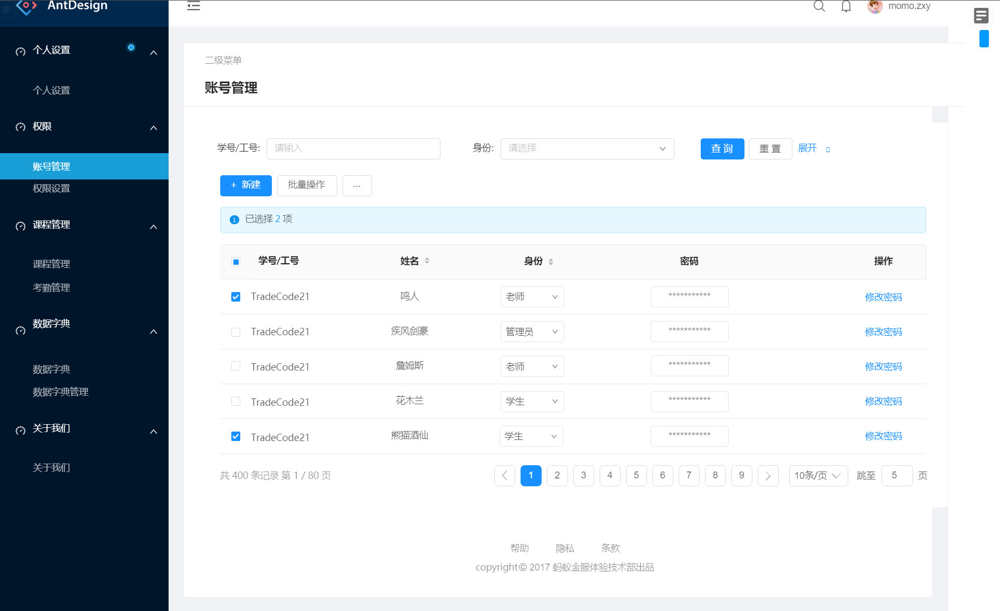 AntDesign
momo.zxy
个人设置
个人设置
权限
账号管理
权限设置
课程管理
课程管理
考勤管理
数据字典
数据字典
数据字典管理
关于我们
关于我们
二级菜单
账号管理
学号/工号: 请输入 身份: 请选择 查 询 重 置 展开
+ 新建 批量操作 ...
已选择 2 项
学号/工号 姓名 身份 密码 操作
TradeCode21 鸣人 老师 *********** 修改密码
TradeCode21 疾风剑豪 管理员 *********** 修改密码
TradeCode21 詹姆斯 老师 *********** 修改密码
TradeCode21 花木兰 学生 *********** 修改密码
TradeCode21 熊猫酒仙 学生 *********** 修改密码
共 400 条记录 第 1 / 80 页 1 2 3 4 5 6 7 8 9 10条/页 跳至 5 页
帮助 隐私 条款
copyright© 2017 蚂蚁金服体验技术部出品